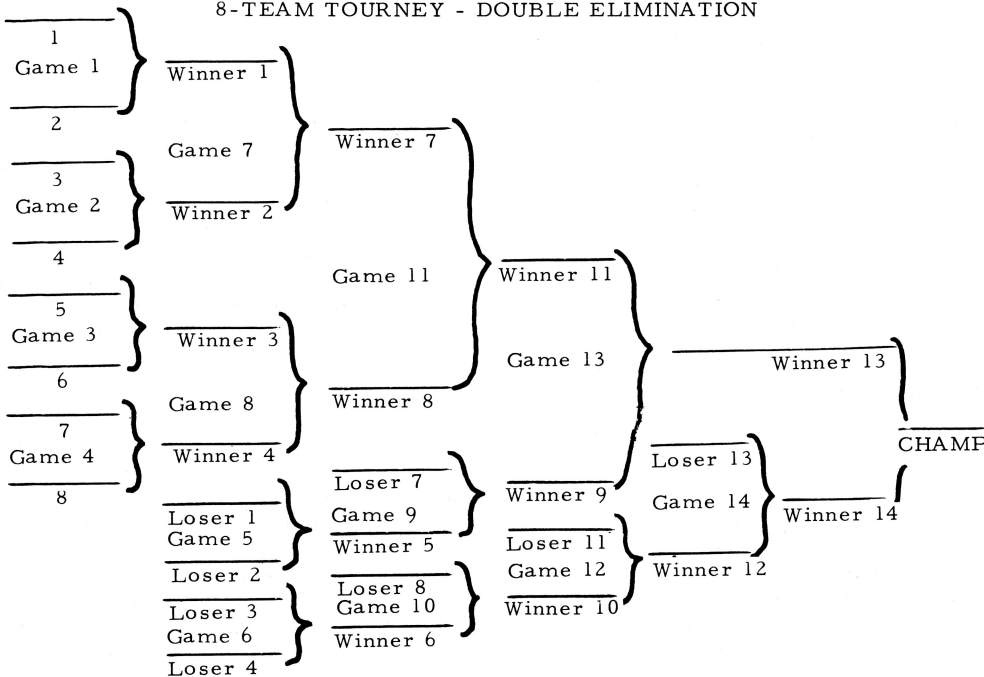 8-TEAM TOURNEY - DOUBLE ELIMINATION
1
Game 1
2
3
Game 2
4
5
Game 3
6
7
Game 4
8
Winner 1
Game 7
Winner 2
Winner 3
Game 8
Winner 4
Loser 1
Game 5
Loser 2
Loser 3
Game 6
Loser 4
Winner 7
Game 11
Winner 8
Loser 7
Game 9
Winner 5
Loser 8
Game 10
Winner 6
Winner 11
Game 13
Winner 9
Loser 11
Game 12
Winner 10
Winner 13
Loser 13
Game 14
Winner 12
Winner 14
CHAMP